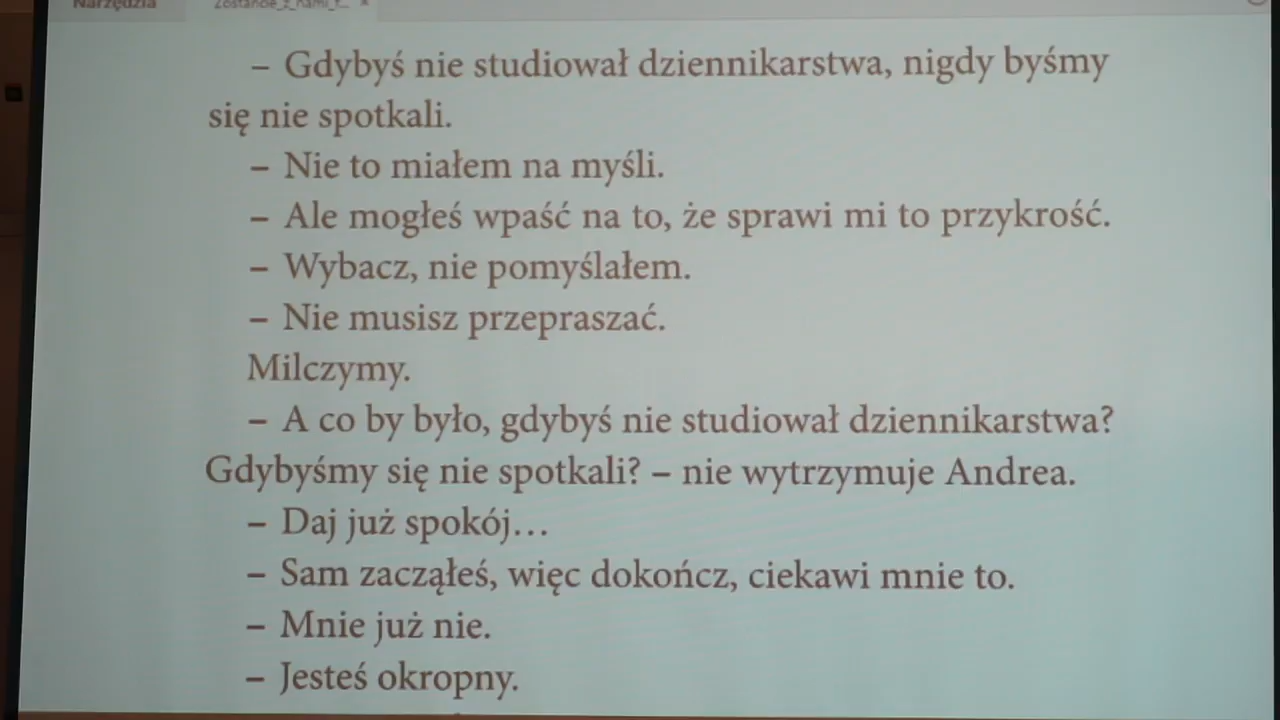 Narzędzia
– Gdybyś nie studiował dziennikarstwa, nigdy byśmy
się nie spotkali.
– Nie to miałem na myśli.
– Ale mogłeś wpaść na to, że sprawi mi to przykrość.
– Wybacz, nie pomyślałem.
– Nie musisz przepraszać.
Milczymy.
– A co by było, gdybyś nie studiował dziennikarstwa?
Gdybyśmy się nie spotkali? – nie wytrzymuje Andrea.
– Daj już spokój…
– Sam zacząłeś, więc dokończ, ciekawi mnie to.
– Mnie już nie.
– Jesteś okropny.